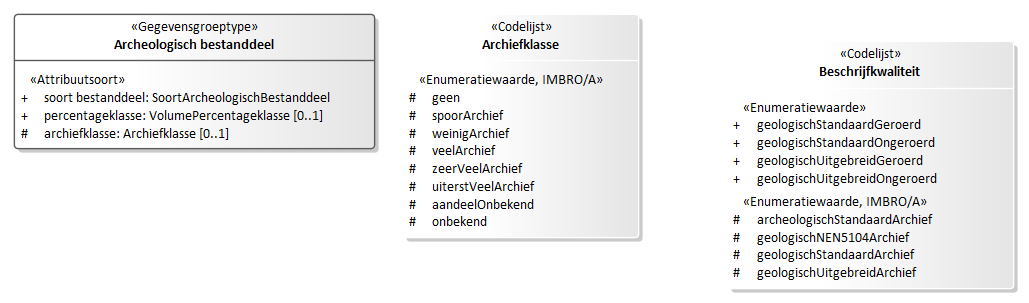 «Gegevensgroeptype»
Archeologisch bestanddeel
«Attribuutsoort»
+ soort bestanddeel: SoortArcheologischBestanddeel
+ percentageklasse: VolumePercentageklasse [0..1]
# archiefklasse: Archiefklasse [0..1]
«Codelijst»
Archiefklasse
«Enumeratiewaarde, IMBRO/A»
# geen
# spoorArchief
# weinigArchief
# veelArchief
# zeerVeelArchief
# uiterstVeelArchief
# aandeelOnbekend
# onbekend
«Codelijst»
Beschrijfkwaliteit
«Enumeratiewaarde»
+ geologischStandaardGeroerd
+ geologischStandaardOngeroerd
+ geologischUitgebreidGeroerd
+ geologischUitgebreidOngeroerd
«Enumeratiewaarde, IMBRO/A»
# archeologischStandaardArchief
# geologischNEN5104Archief
# geologischStandaardArchief
# geologischUitgebreidArchief